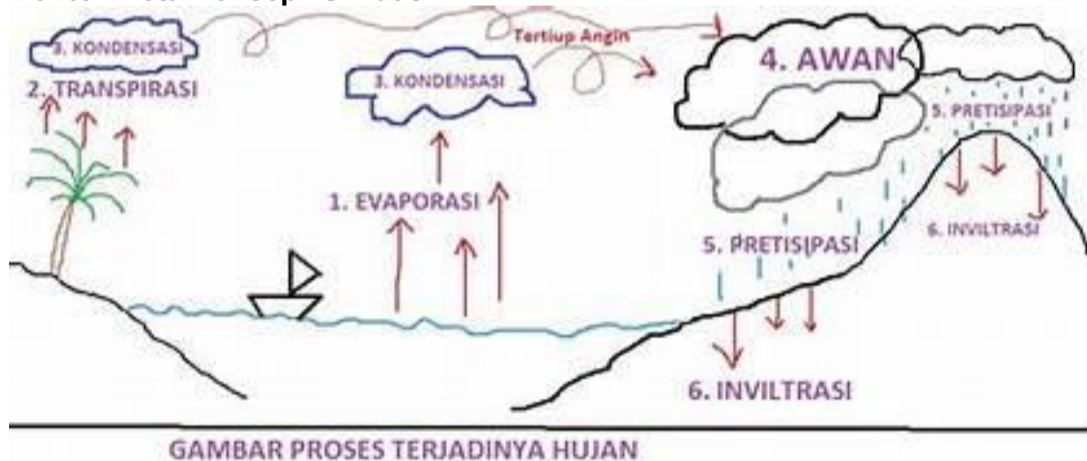 3. KONDENSASI
Tertiup Angin
2. TRANSPIRASI
3. KONDENSASI
4. AWAN
5. PRETISIPASI
1. EVAPORASI
6. INVILTRASI
5. PRETISIPASI
6. INVILTRASI
GAMBAR PROSES TERJADINYA HUJAN